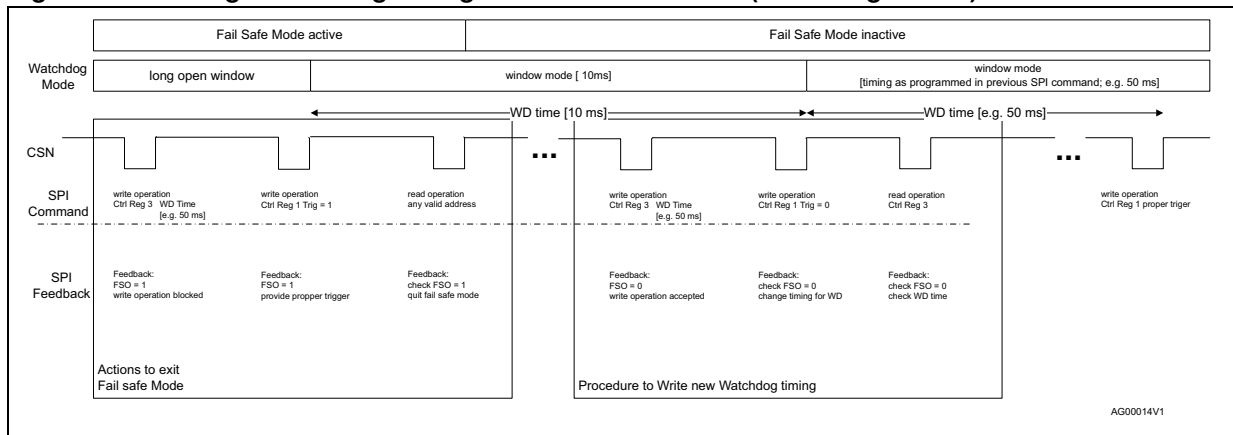 Fail Safe Mode active
Fail Safe Mode inactive
Watchdog
Mode
long open window
window mode [ 10ms]
window mode
[timing as programmed in previous SPI command; e.g. 50 ms]
WD time [10 ms]
WD time [e.g. 50 ms]
CSN
...
...
SPI
Command
write operation
Ctrl Reg 3 WD Time
[e.g. 50 ms]
write operation
Ctrl Reg 1 Trig = 1
read operation
any valid address
write operation
Ctrl Reg 3 WD Time
[e.g. 50 ms]
write operation
Ctrl Reg 1 Trig = 0
read operation
Ctrl Reg 3
write operation
Ctrl Reg 1 proper triger
SPI
Feedback
Feedback:
FSO = 1
write operation blocked
Feedback:
FSO = 1
provide propper trigger
Feedback:
check FSO = 1
quit fail safe mode
Feedback:
FSO = 0
write operation accepted
Feedback:
check FSO = 0
change timing for WD
Feedback:
check FSO = 0
check WD time
Actions to exit
Fail safe Mode
Procedure to Write new Watchdog timing
AG00014V1